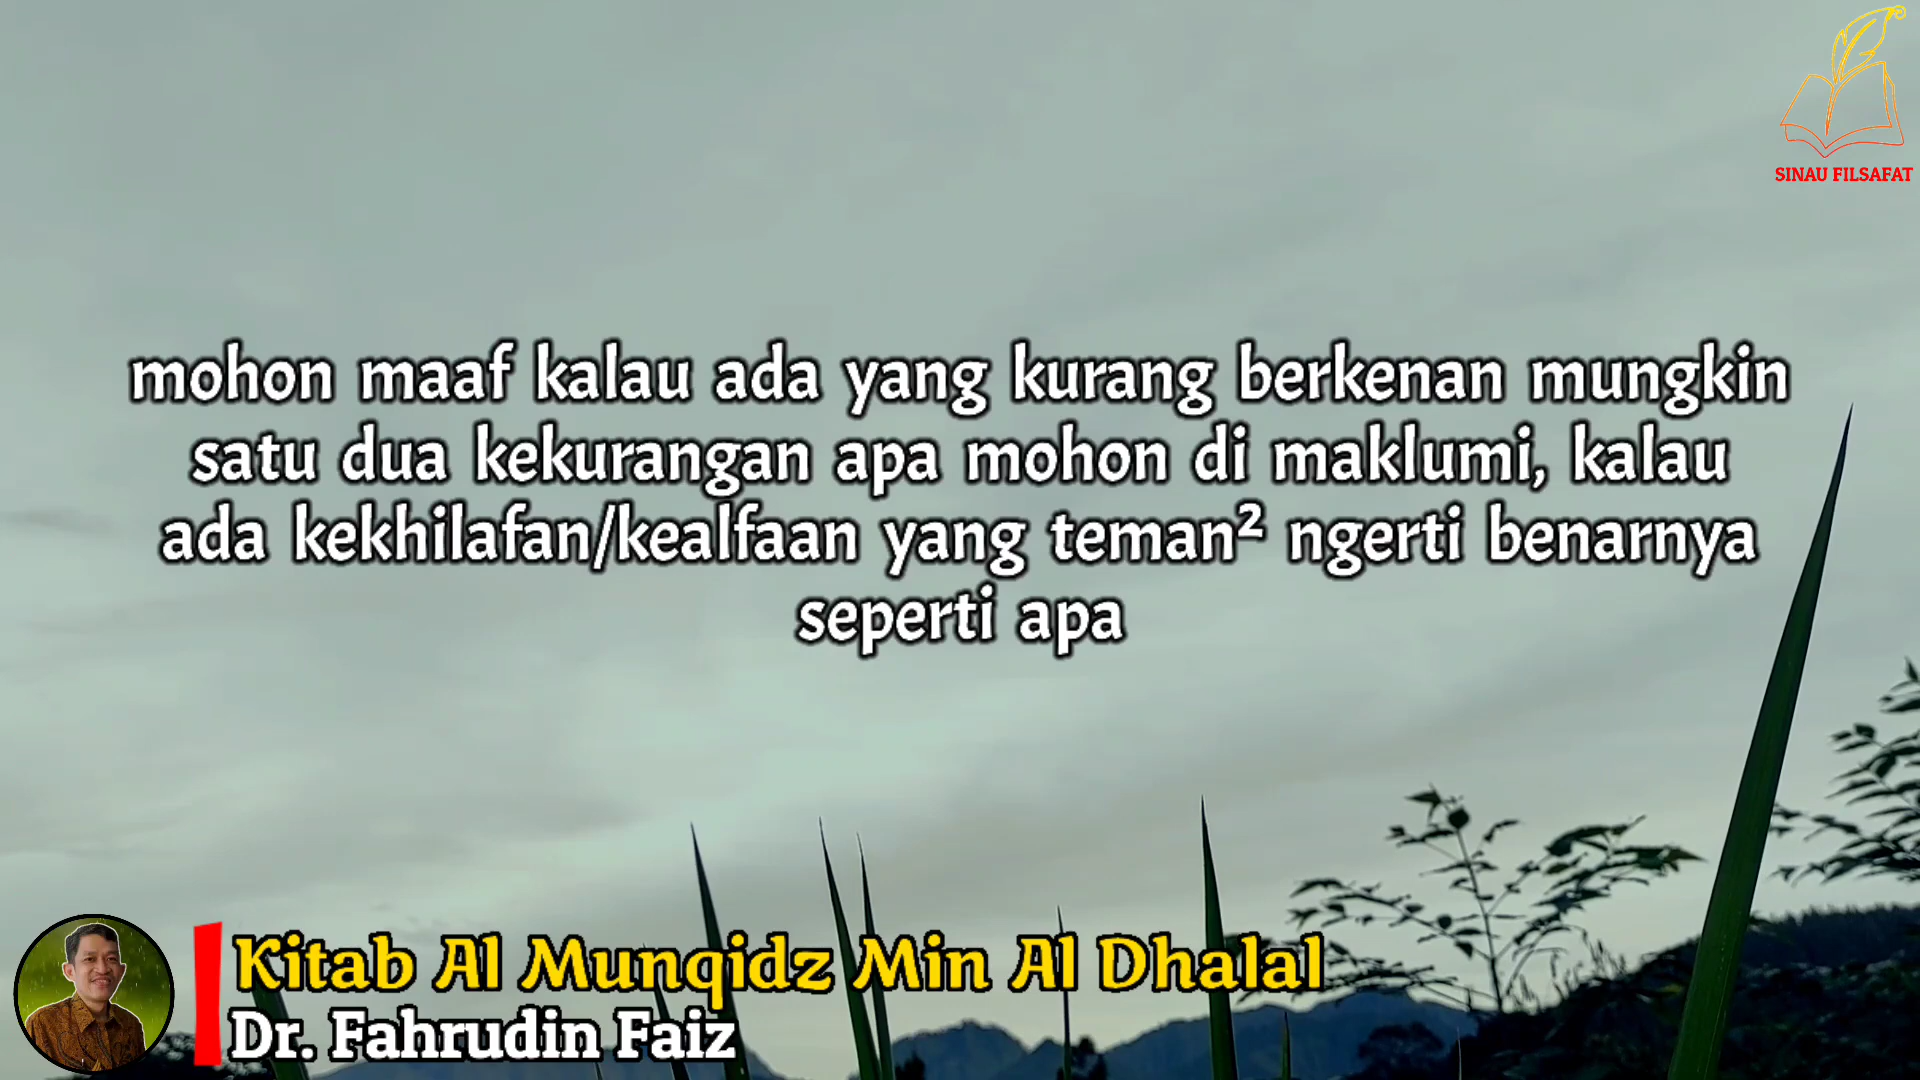 SINAU FILSAFAT
mohon maaf kalau ada yang kurang berkenan mungkin
satu dua kekurangan apa mohon di maklumi, kalau
ada kekhilafan/kealfaan yang teman² ngerti benarnya
seperti apa
Kitab Al Munqidz Min Al Dhalal
Dr. Fahrudin Faiz